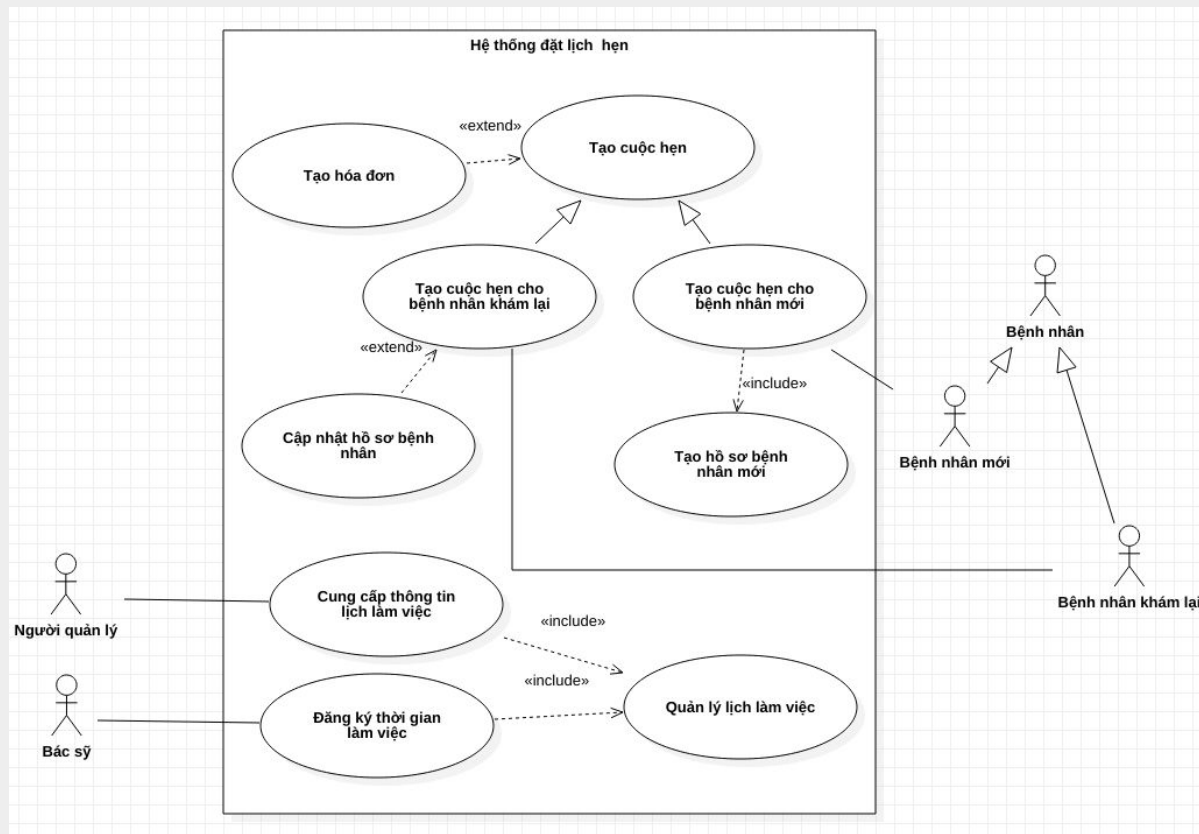 Hệ thống đặt lịch hẹn
«extend»
Tạo cuộc hẹn
Tạo hóa đơn
Tạo cuộc hẹn cho
bệnh nhân khám lại
Tạo cuộc hẹn cho
bệnh nhân mới
Bệnh nhân
«extend»
«include»
Cập nhật hồ sơ bệnh
nhân
Tạo hồ sơ bệnh
nhân mới
Bệnh nhân mới
Cung cấp thông tin
lịch làm việc
Bệnh nhân khám lại
Người quản lý
«include»
«include»
Đăng ký thời gian
làm việc
Quản lý lịch làm việc
Bác sỹ